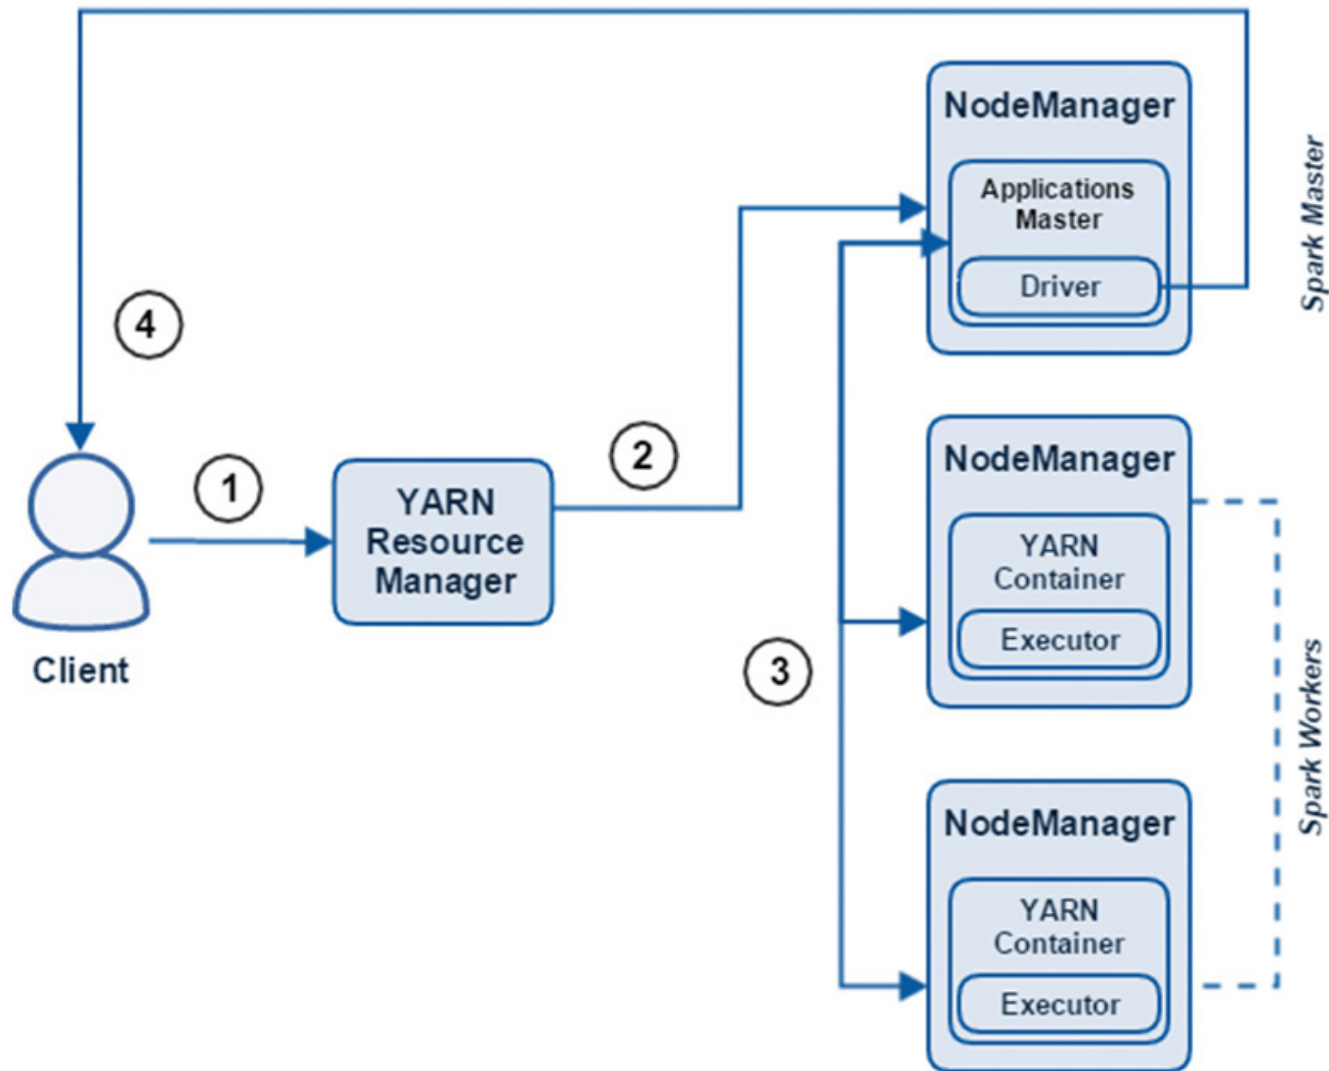 NodeManager
Applications
Master
Driver
Spark Master
4
1
YARN
Resource
Manager
2
Client
NodeManager
YARN
Container
Executor
3
Spark Workers
NodeManager
YARN
Container
Executor